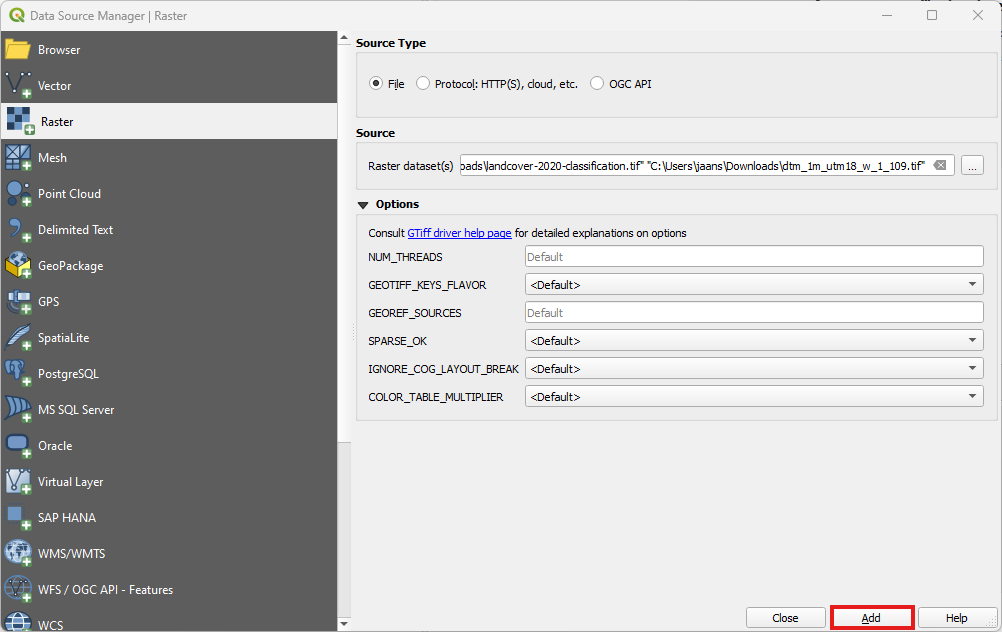 Data Source Manager | Raster
Browser
Vector
Raster
Mesh
Point Cloud
Delimited Text
GeoPackage
GPS
SpatiaLite
PostgreSQL
MS SQL Server
Oracle
Virtual Layer
SAP HANA
WMS/WMTS
WFS / OGC API - Features
WCS
Source Type
File Protocol: HTTP(S), cloud, etc. OGC API
Source
Raster dataset(s) oads\landcover-2020-classification.tif" "C:\Users\jaans\Downloads\dtm_1m_utm18_w_1_109.tif" ...
Options
Consult GTiff driver help page for detailed explanations on options
NUM_THREADS Default
GEOTIFF_KEYS_FLAVOR <Default>
GEOREF_SOURCES Default
SPARSE_OK <Default>
IGNORE_COG_LAYOUT_BREAK <Default>
COLOR_TABLE_MULTIPLIER <Default>
Close Add Help